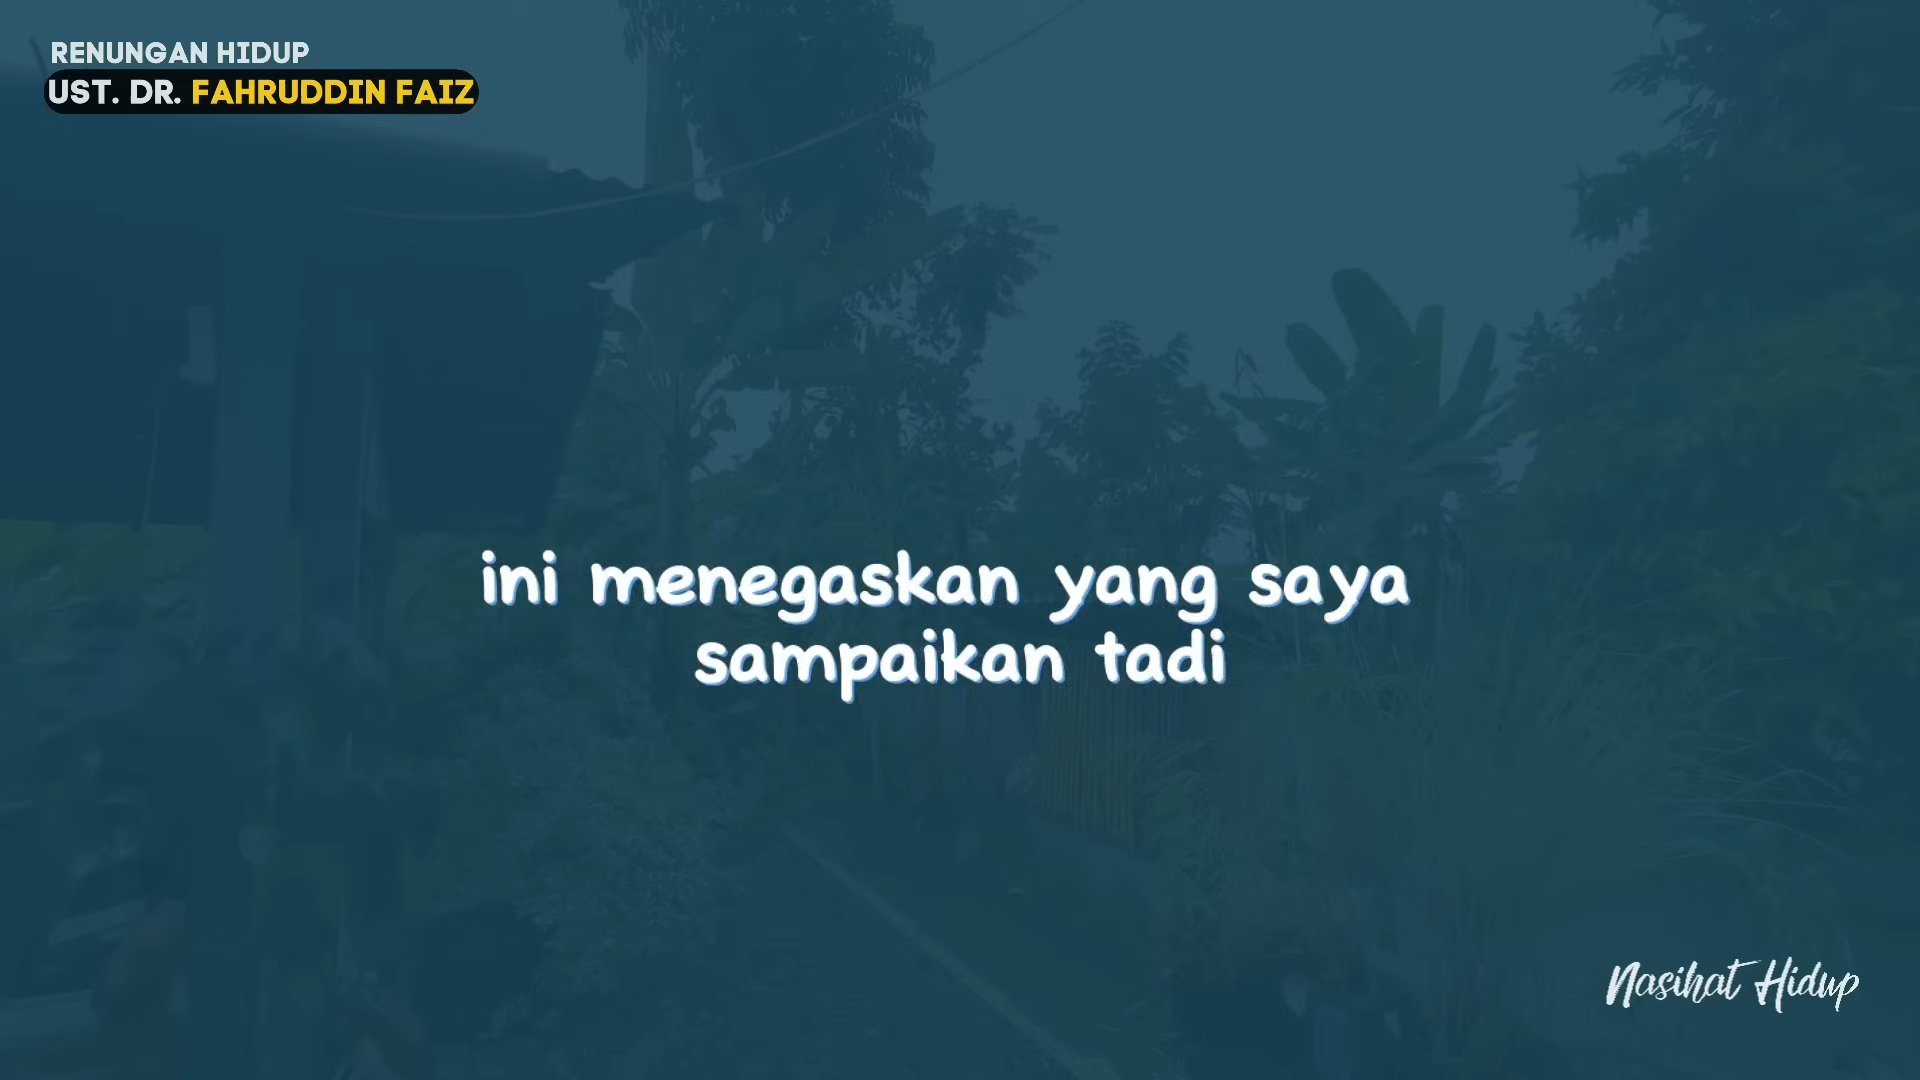 RENUNGAN HIDUP
UST. DR. FAHRUDDIN FAIZ
ini menegaskan yang saya
sampaikan tadi
Nasihat Hidup